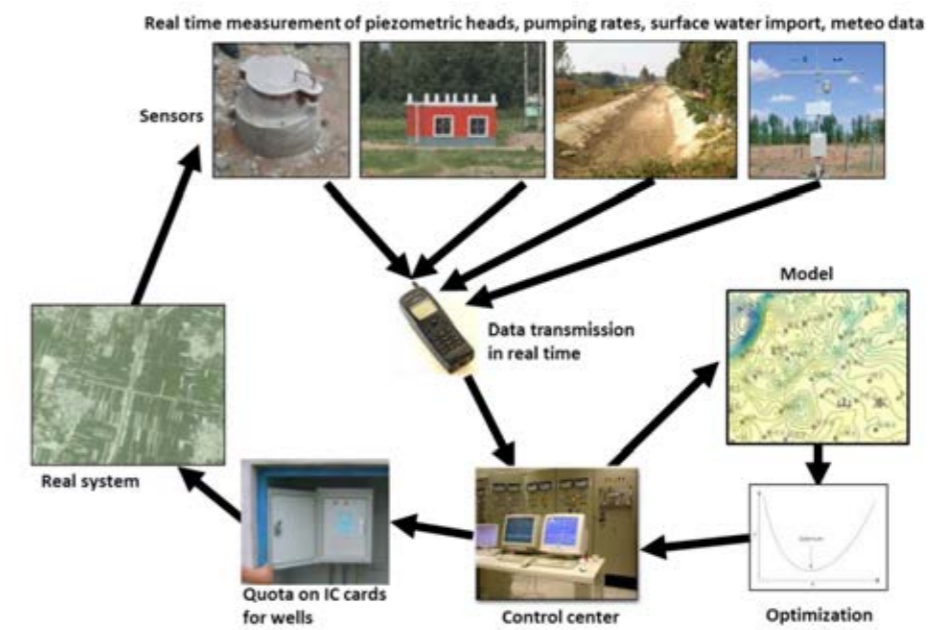 Real time measurement of piezometric heads, pumping rates, surface water import, meteo data
Sensors
Model
Data transmission
in real time
Real system
山
Quota on IC cards
for wells
Control center
Optimization